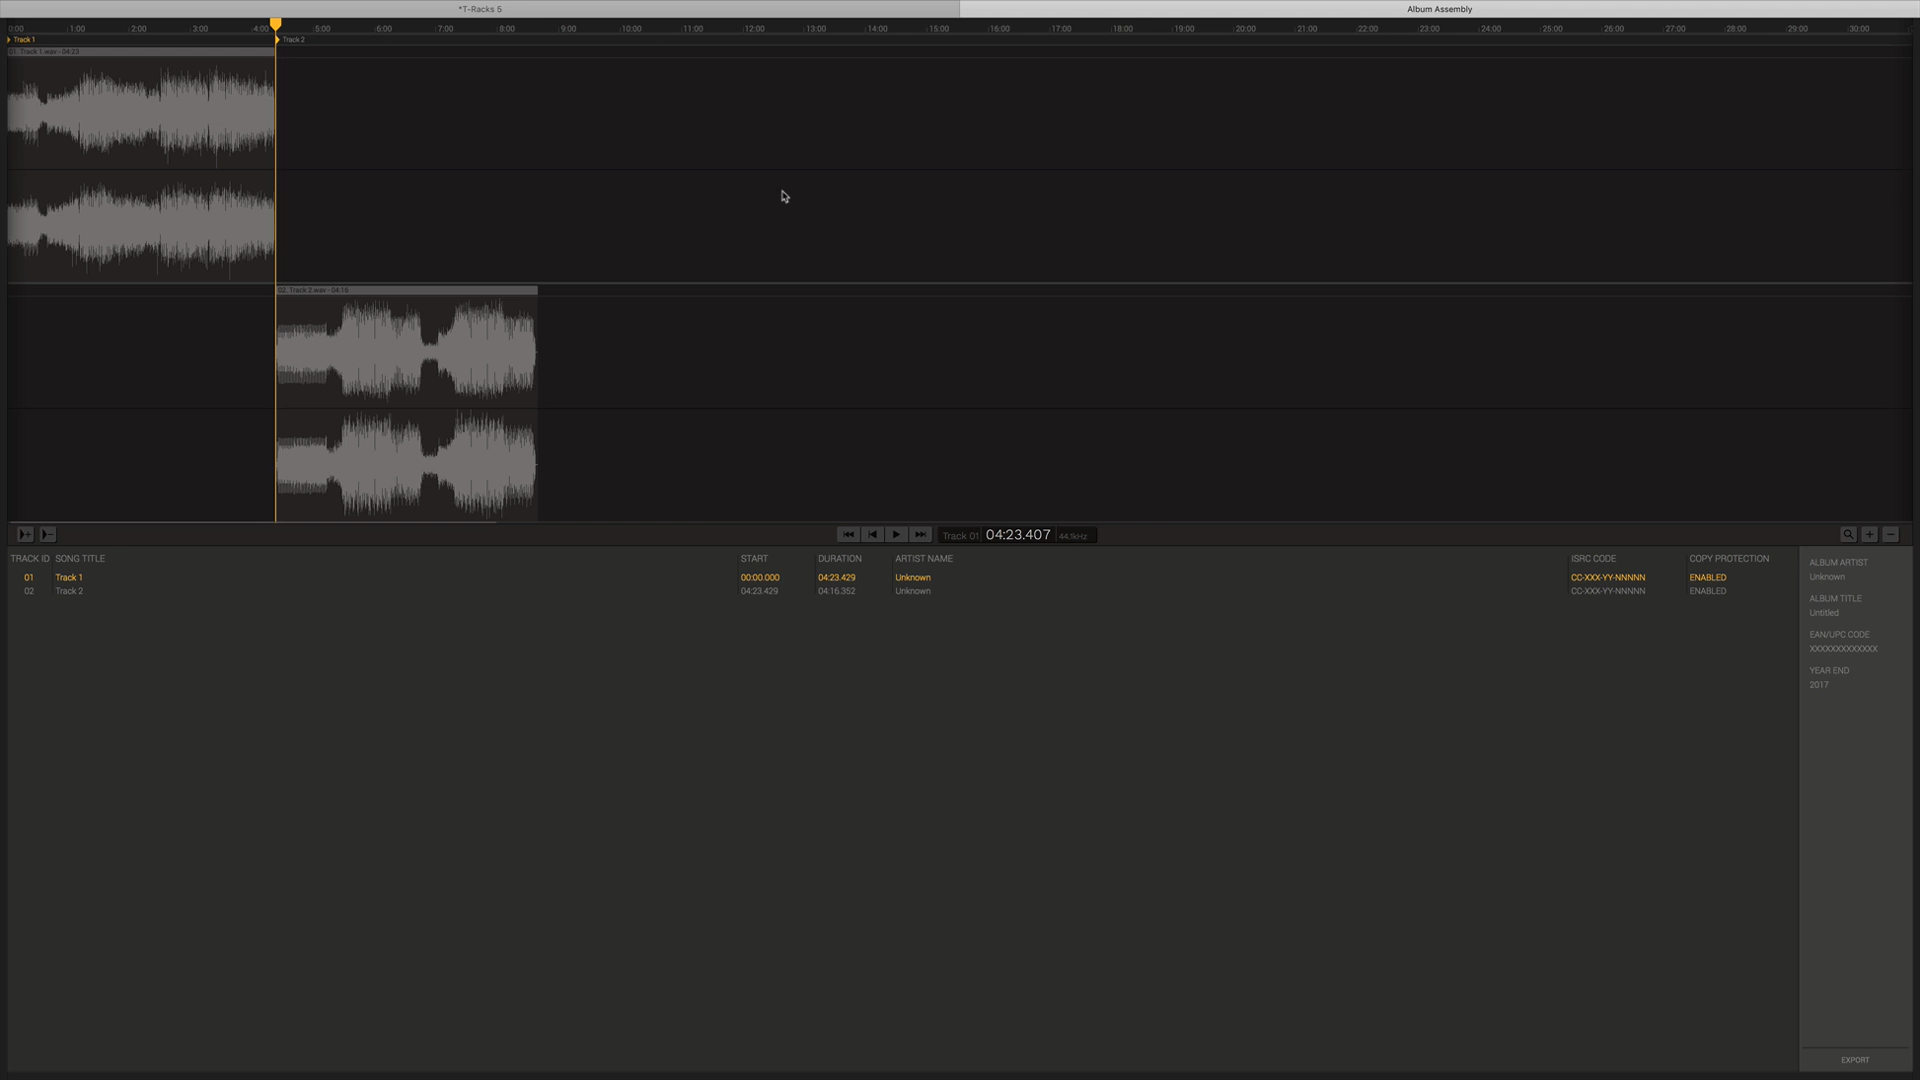 *T-Racks 5
Album Assembly
0:00 1:00 2:00 3:00 4:00 5:00 6:00 7:00 8:00 9:00 10:00 11:00 12:00 13:00 14:00 15:00 16:00 17:00 18:00 19:00 20:00 21:00 22:00 23:00 24:00 25:00 26:00 27:00 28:00 29:00 30:00
Track 1 Track 2
01. Track 1.wav - 04:23
02. Track 2.wav - 04:16
Track 01 04:23.407 44.1kHz
TRACK ID SONG TITLE START DURATION ARTIST NAME ISRC CODE COPY PROTECTION
01 Track 1 00:00.000 04:23.429 Unknown CC-XXX-YY-NNNNN ENABLED
02 Track 2 04:23.429 04:16.352 Unknown CC-XXX-YY-NNNNN ENABLED
ALBUM ARTIST
Unknown
ALBUM TITLE
Untitled
EAN/UPC CODE
XXXXXXXXXXXXX
YEAR END
2017
EXPORT